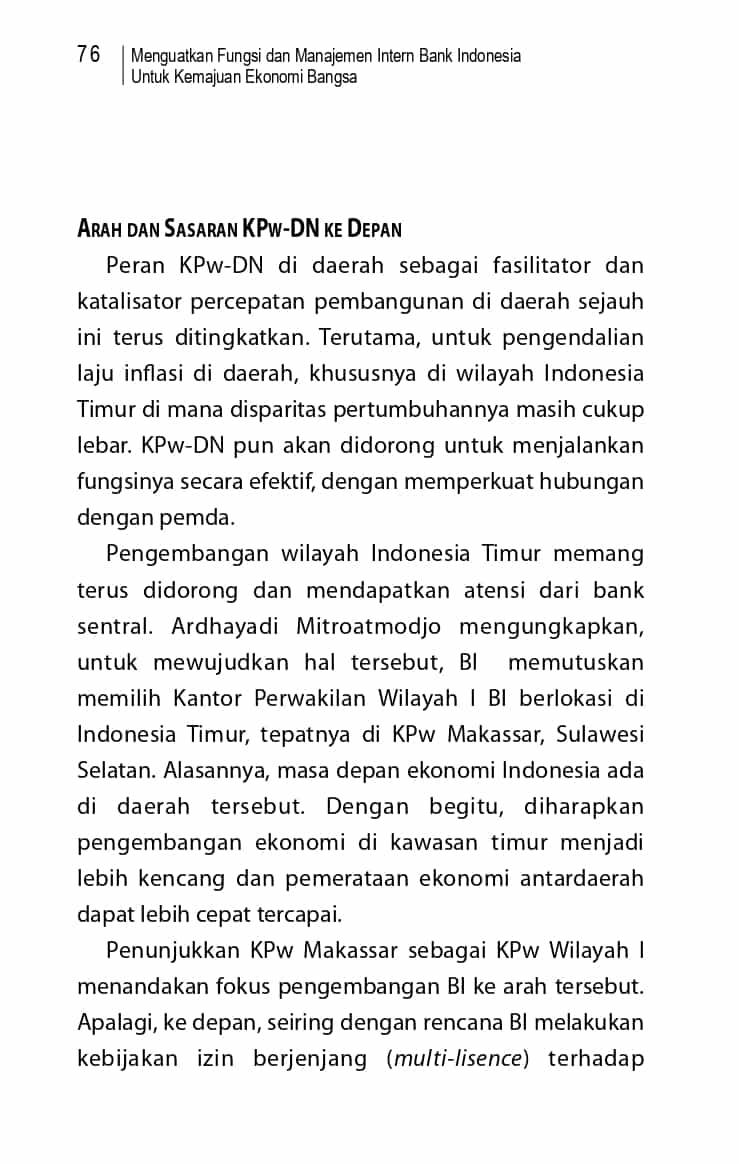 76
Menguatkan Fungsi dan Manajemen Intern Bank Indonesia
Untuk Kemajuan Ekonomi Bangsa
Arah dan Sasaran KPw-DN ke Depan
Peran KPw-DN di daerah sebagai fasilitator dan
katalisator percepatan pembangunan di daerah sejauh
ini terus ditingkatkan. Terutama, untuk pengendalian
laju inflasi di daerah, khususnya di wilayah Indonesia
Timur di mana disparitas pertumbuhannya masih cukup
lebar. KPw-DN pun akan didorong untuk menjalankan
fungsinya secara efektif, dengan memperkuat hubungan
dengan pemda.
Pengembangan wilayah Indonesia Timur memang
terus didorong dan mendapatkan atensi dari bank
sentral. Ardhayadi Mitroatmodjo mengungkapkan,
untuk mewujudkan hal tersebut, BI memutuskan
memilih Kantor Perwakilan Wilayah I BI berlokasi di
Indonesia Timur, tepatnya di KPw Makassar, Sulawesi
Selatan. Alasannya, masa depan ekonomi Indonesia ada
di daerah tersebut. Dengan begitu, diharapkan
pengembangan ekonomi di kawasan timur menjadi
lebih kencang dan pemerataan ekonomi antardaerah
dapat lebih cepat tercapai.
Penunjukkan KPw Makassar sebagai KPw Wilayah I
menandakan fokus pengembangan BI ke arah tersebut.
Apalagi, ke depan, seiring dengan rencana BI melakukan
kebijakan izin berjenjang (multi-lisence) terhadap